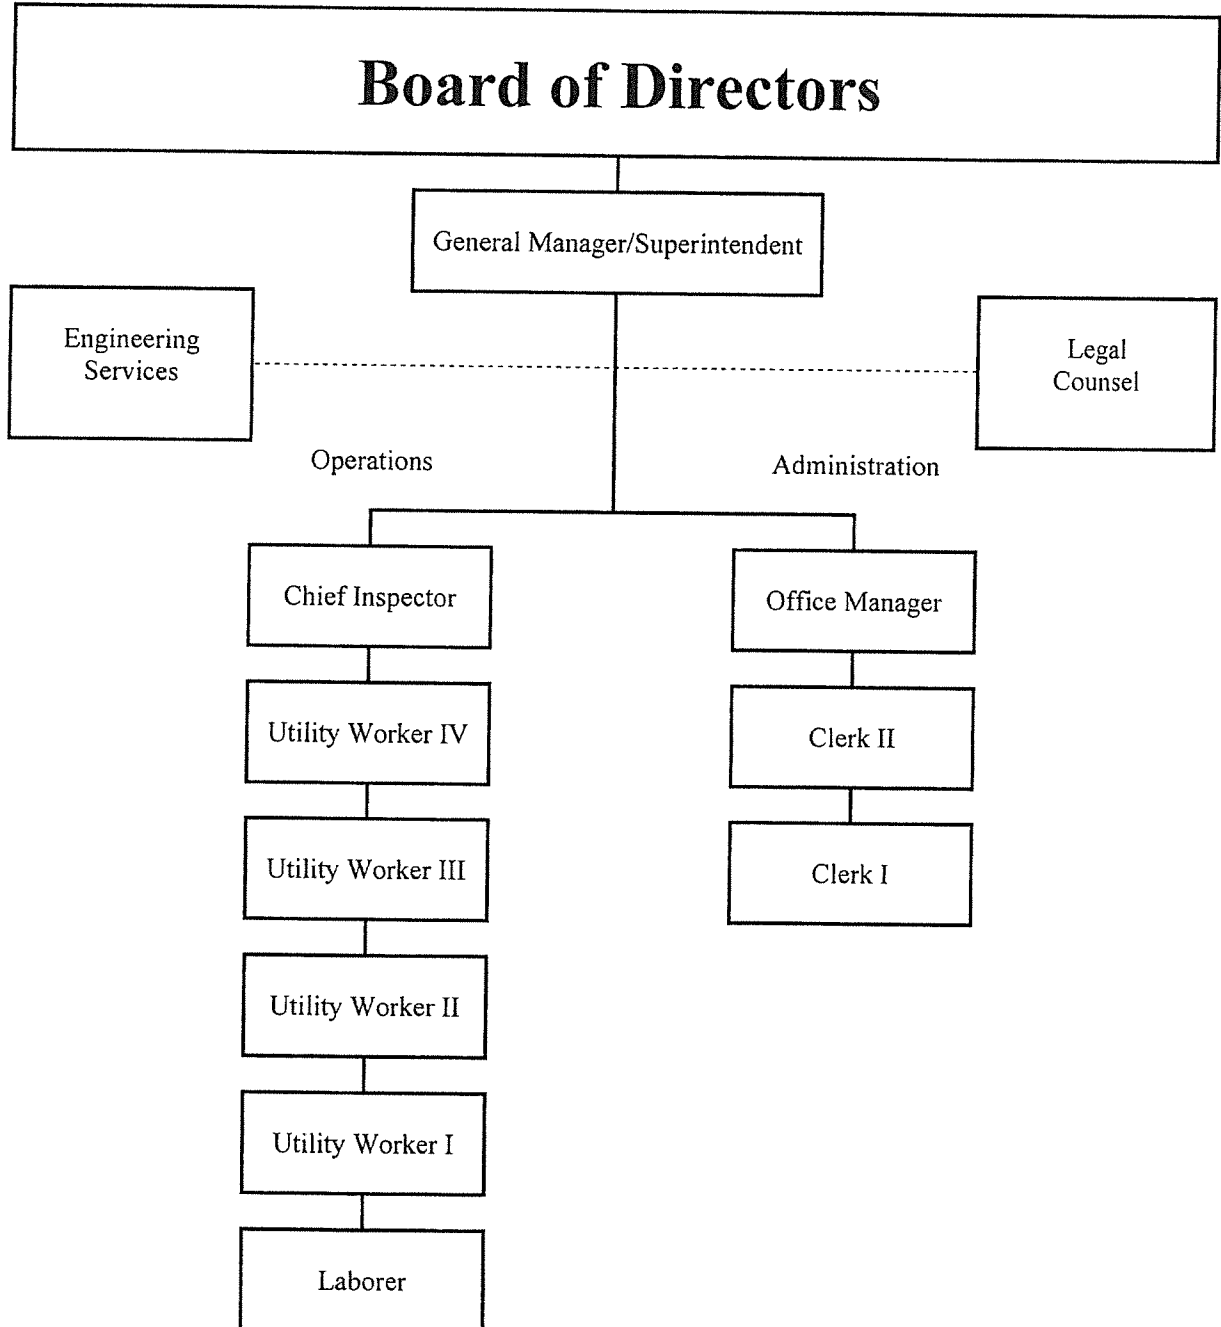 Board of Directors
General Manager/Superintendent
Engineering
Services
Legal
Counsel
Operations
Administration
Chief Inspector
Office Manager
Utility Worker IV
Clerk II
Utility Worker III
Clerk I
Utility Worker II
Utility Worker I
Laborer